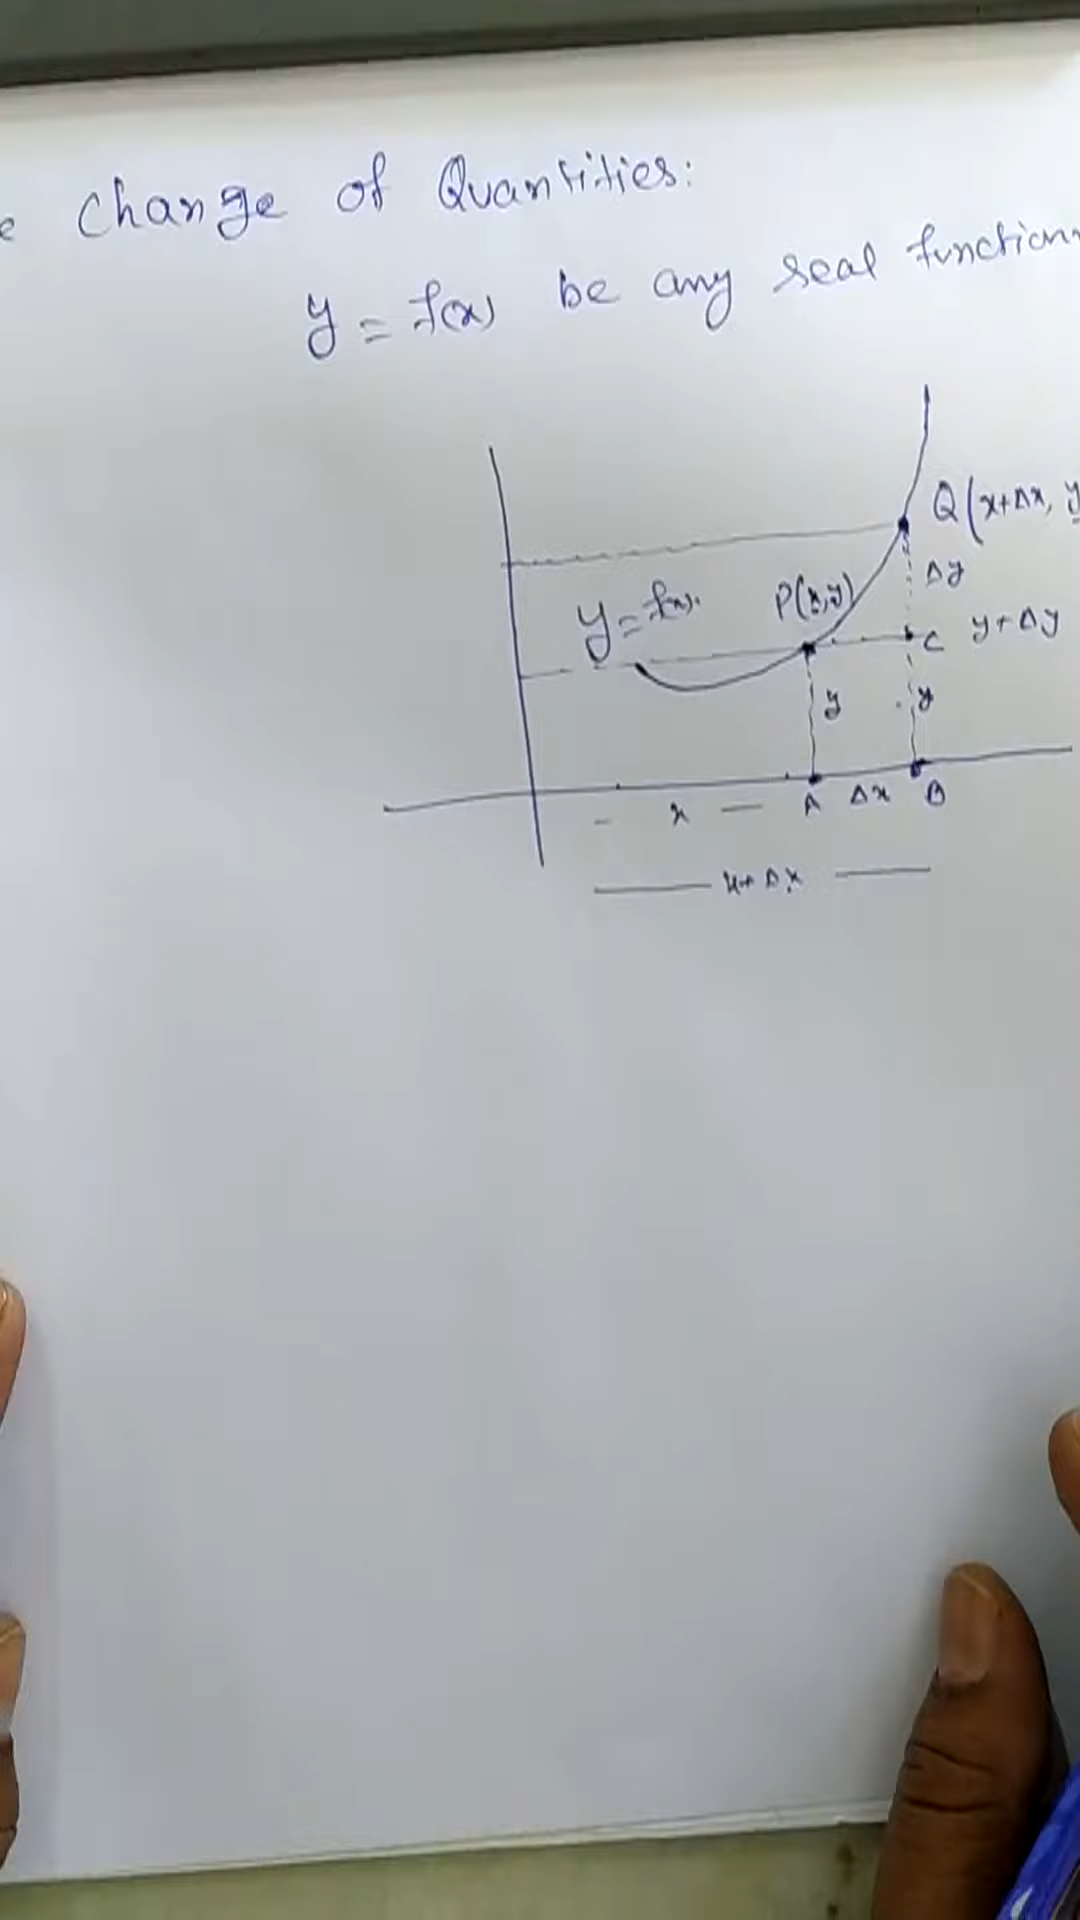 e Change of Quantities:
y = f(x) be any real function
Q(x+Δx, y
Δy
y = f(x).
P(x,y)
C y+Δy
y
y
x
A Δx B
x+Δx